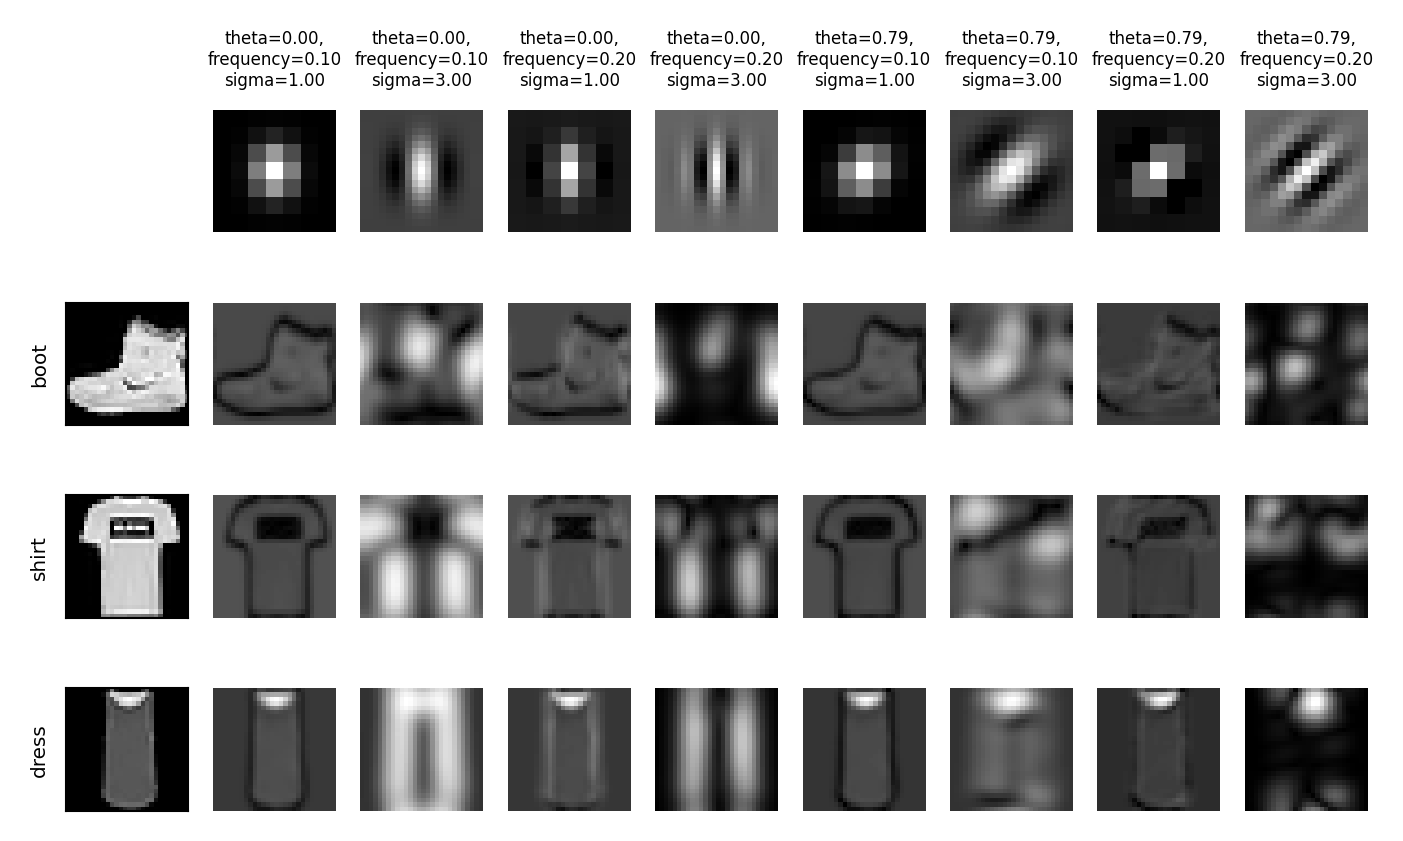 theta=0.00,
frequency=0.10
sigma=1.00
theta=0.00,
frequency=0.10
sigma=3.00
theta=0.00,
frequency=0.20
sigma=1.00
theta=0.00,
frequency=0.20
sigma=3.00
theta=0.79,
frequency=0.10
sigma=1.00
theta=0.79,
frequency=0.10
sigma=3.00
theta=0.79,
frequency=0.20
sigma=1.00
theta=0.79,
frequency=0.20
sigma=3.00
boot
shirt
dress